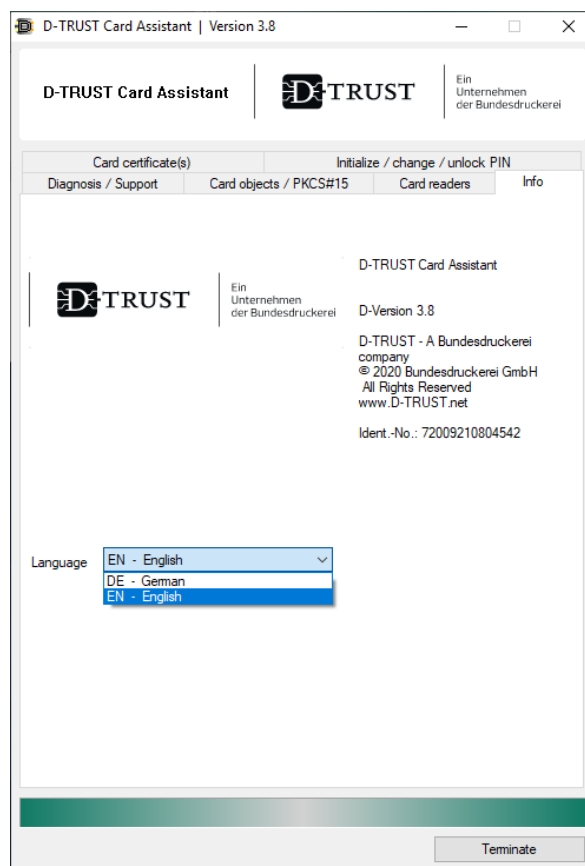 D-TRUST Card Assistant | Version 3.8
D-TRUST Card Assistant
D-TRUST
Ein
Unternehmen
der Bundesdruckerei
Card certificate(s)
Initialize / change / unlock PIN
Diagnosis / Support
Card objects / PKCS#15
Card readers
Info
D-TRUST
Ein
Unternehmen
der Bundesdruckerei
D-TRUST Card Assistant
D-Version 3.8
D-TRUST - A Bundesdruckerei
company
© 2020 Bundesdruckerei GmbH
All Rights Reserved
www.D-TRUST.net
Ident.-No.: 72009210804542
Language
EN - English
DE - German
EN - English
Terminate